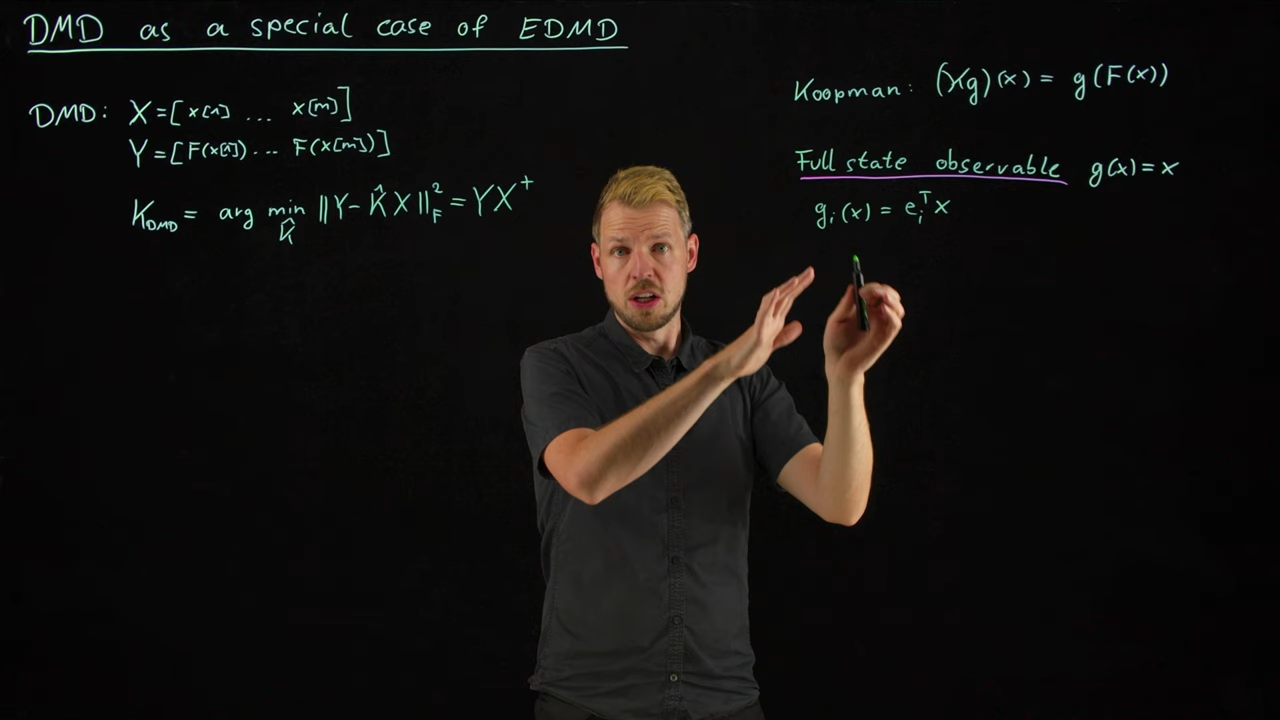 DMD as a special case of EDMD
DMD: X=[x[1] ... x[m]]
Y=[F(x[1]) ... F(x[m])]
K_DMD = arg min_K̂ ||Y-K̂X||_F^2 = YX^+
Koopman: (𝒦g)(x) = g(F(x))
Full state observable g(x)=x
g_i(x) = e_i^T x